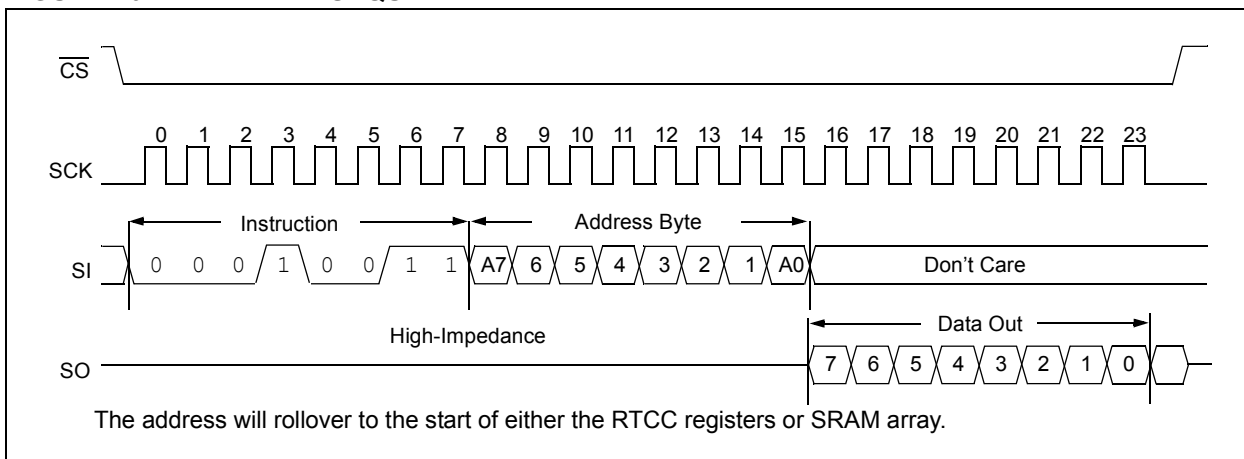 CS
0 1 2 3 4 5 6 7 8 9 10 11 12 13 14 15 16 17 18 19 20 21 22 23
SCK
Instruction Address Byte
SI 0 0 0 1 0 0 1 1 A7 6 5 4 3 2 1 A0 Don't Care
High-Impedance Data Out
SO 7 6 5 4 3 2 1 0
The address will rollover to the start of either the RTCC registers or SRAM array.